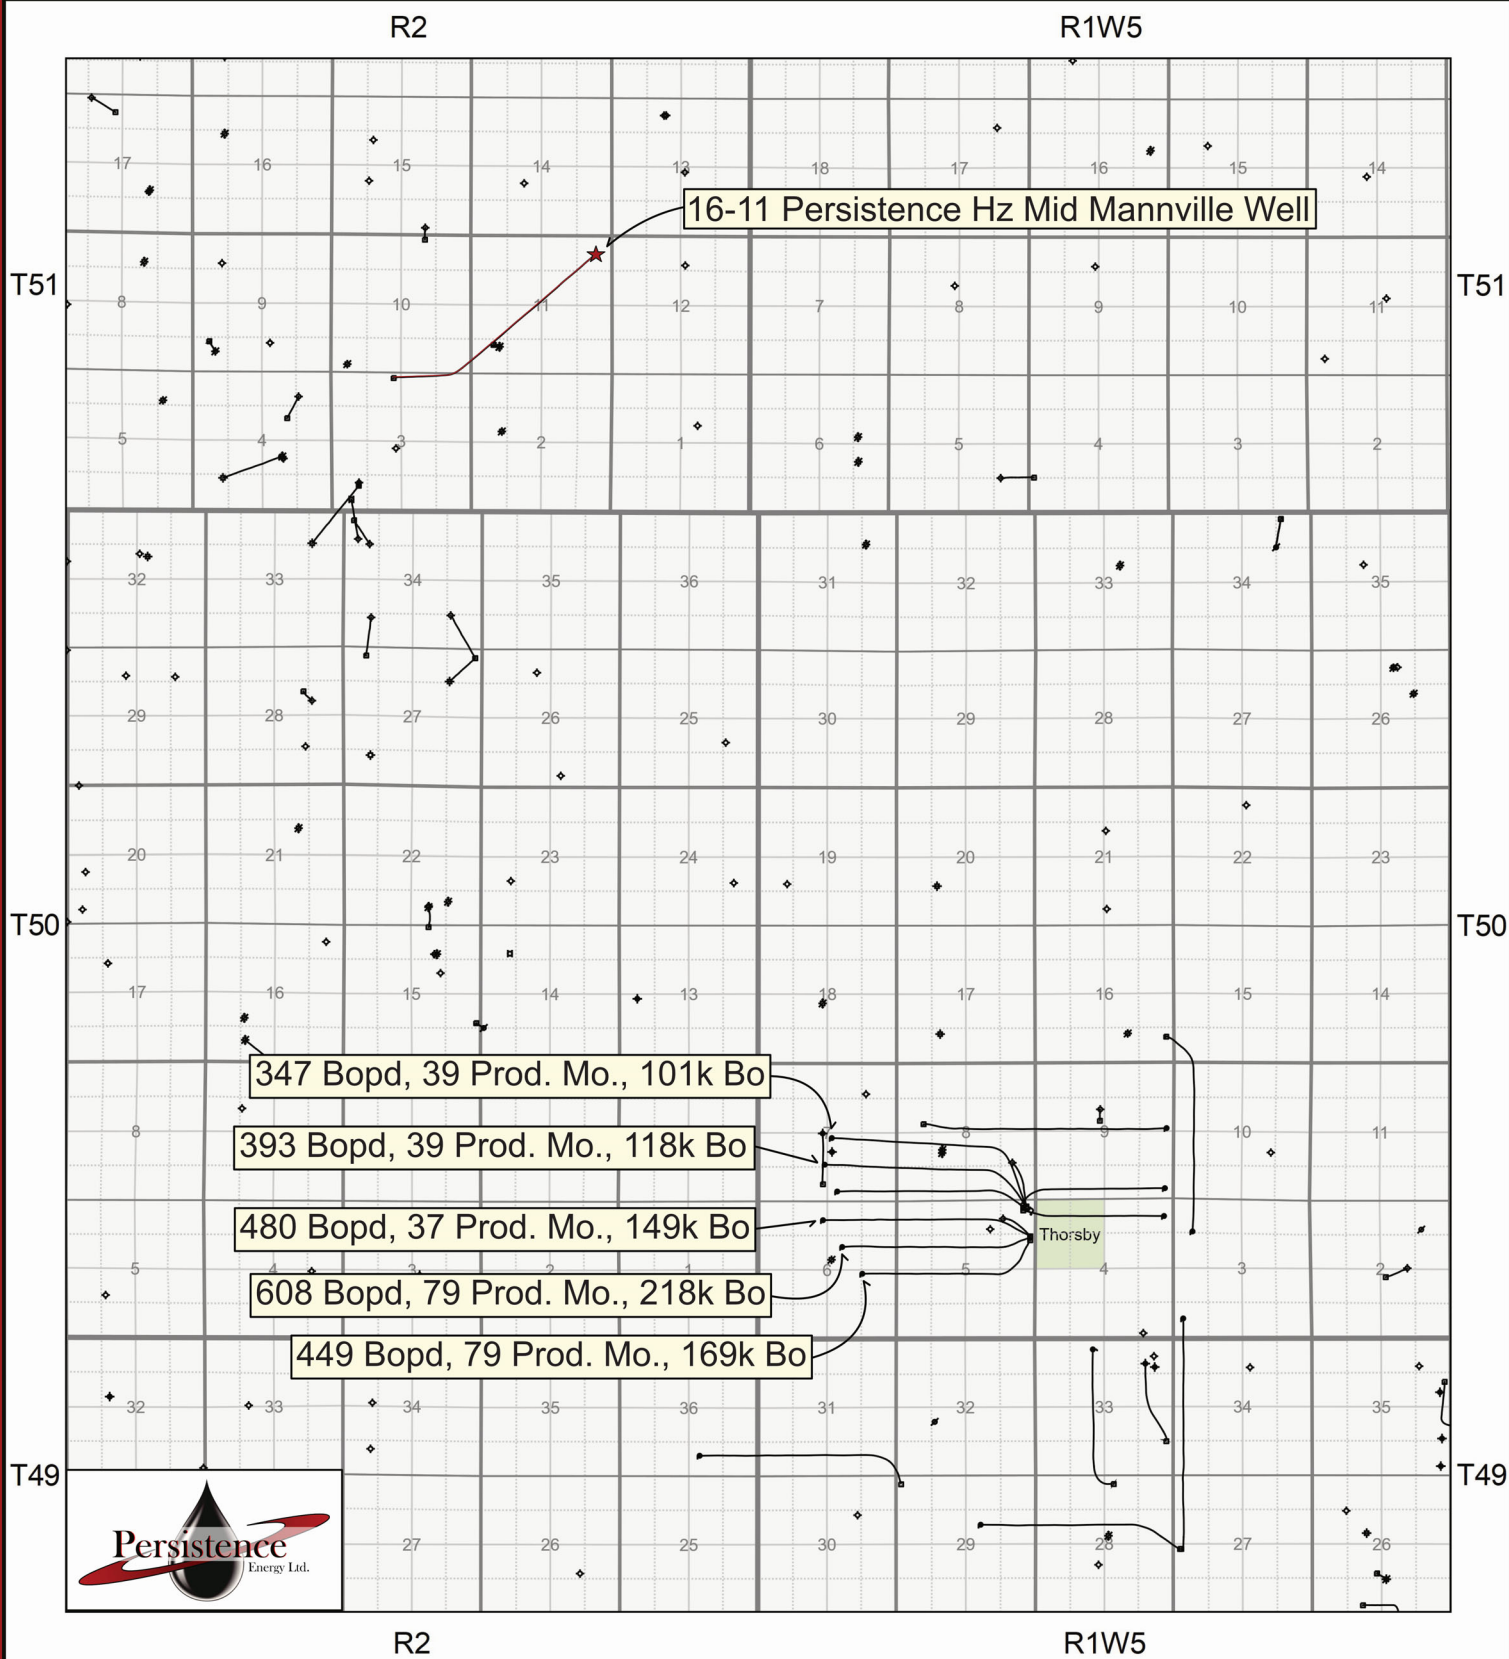 R2 R1W5
17 16 15 14 13 18 17 16 15 14
16-11 Persistence Hz Mid Mannville Well
T51 T51
8 9 10 11 12 7 8 9 10 11
5 4 3 2 1 6 5 4 3 2
32 33 34 35 36 31 32 33 34 35
29 28 27 26 25 30 29 28 27 26
20 21 22 23 24 19 20 21 22 23
T50 T50
17 16 15 14 13 18 17 16 15 14
347 Bopd, 39 Prod. Mo., 101k Bo
8 8 9 10 11
393 Bopd, 39 Prod. Mo., 118k Bo
480 Bopd, 37 Prod. Mo., 149k Bo
Thorsby
5 4 3 2 1 6 5 4 3 2
608 Bopd, 79 Prod. Mo., 218k Bo
449 Bopd, 79 Prod. Mo., 169k Bo
32 33 34 35 36 31 32 33 34 35
T49 T49
27 26 25 30 29 28 27 26
Persistence
Energy Ltd.
R2 R1W5